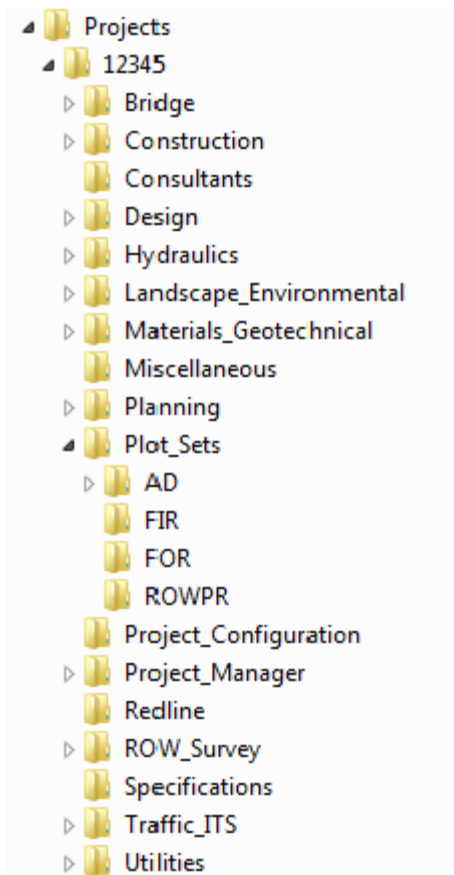 Projects
12345
Bridge
Construction
Consultants
Design
Hydraulics
Landscape_Environmental
Materials_Geotechnical
Miscellaneous
Planning
Plot_Sets
AD
FIR
FOR
ROWPR
Project_Configuration
Project_Manager
Redline
ROW_Survey
Specifications
Traffic_ITS
Utilities